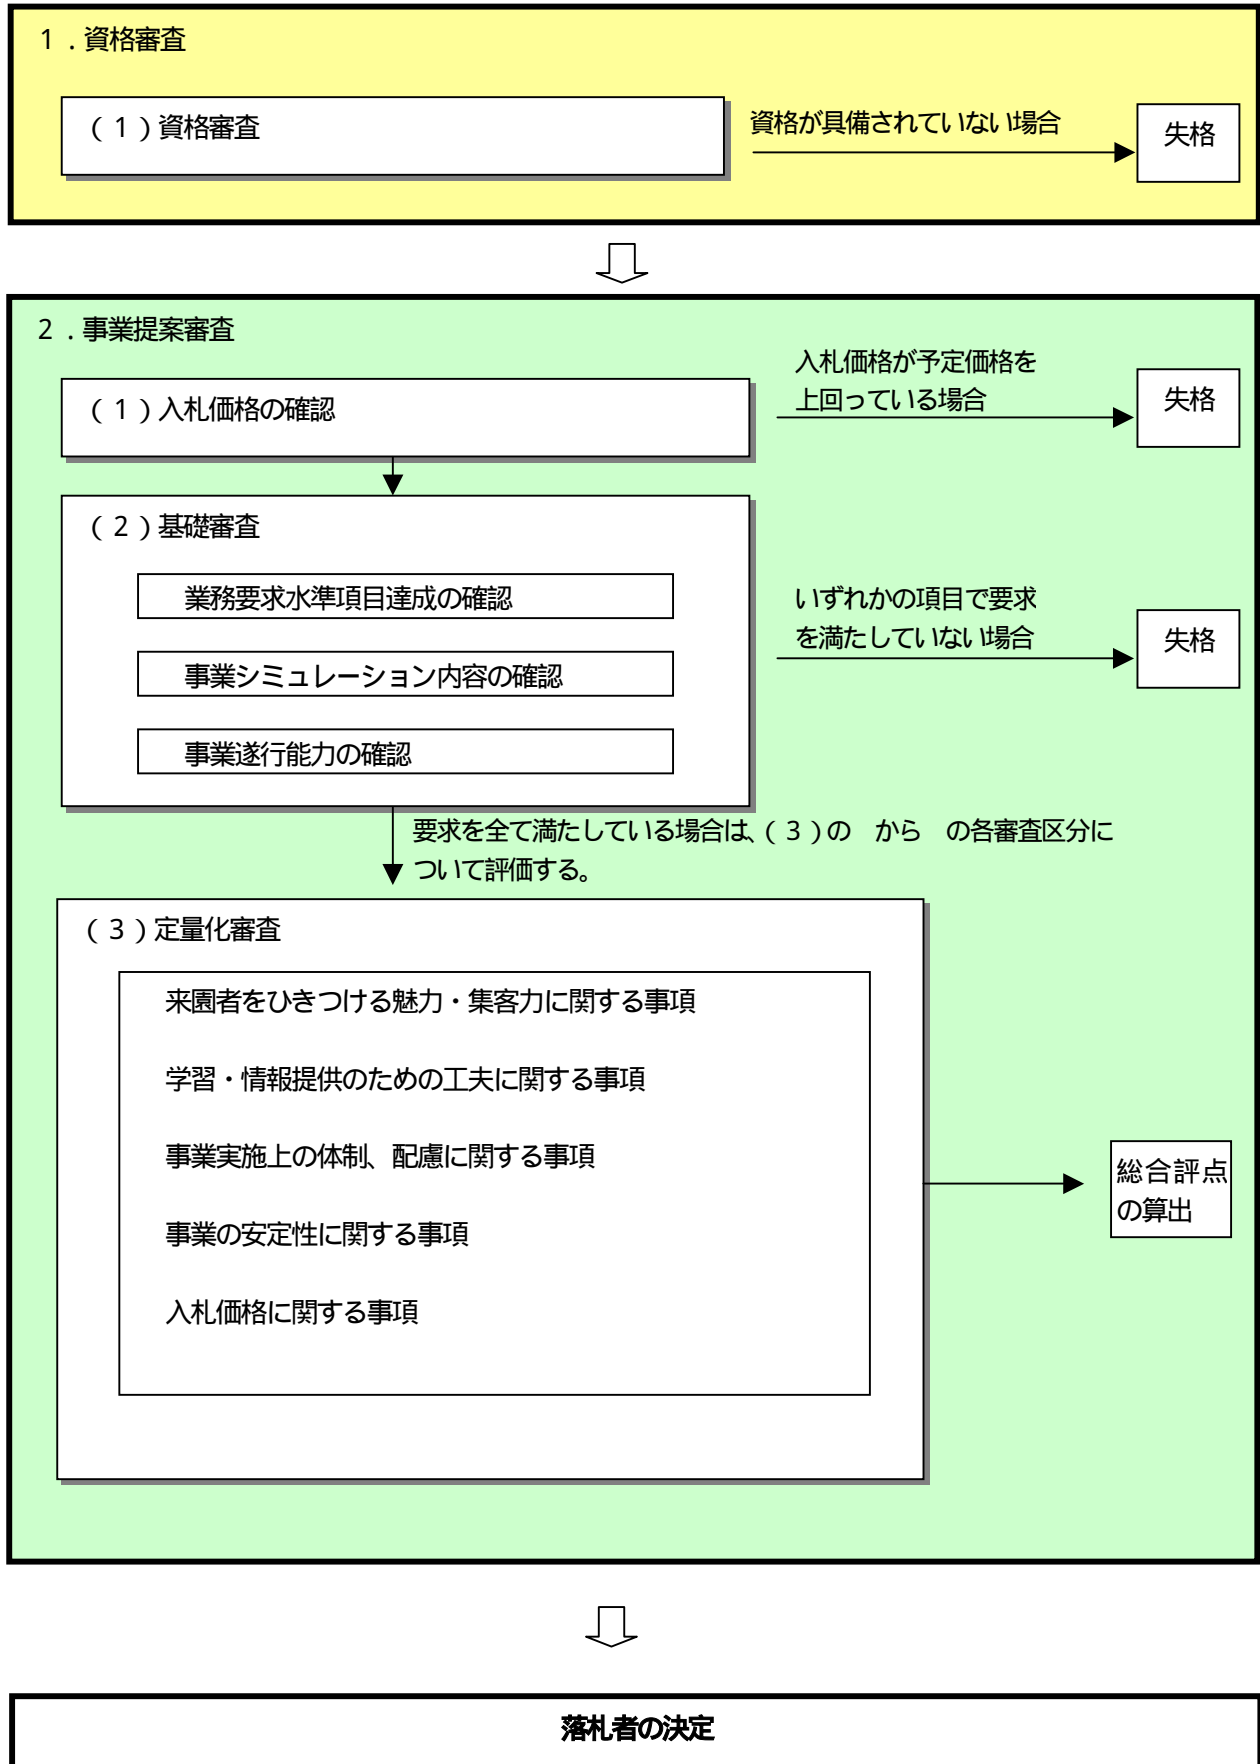 １．資格審査
（１）資格審査
資格が具備されていない場合
失格
２．事業提案審査
（１）入札価格の確認
入札価格が予定価格を
上回っている場合
失格
（２）基礎審査
業務要求水準項目達成の確認
事業シミュレーション内容の確認
事業遂行能力の確認
いずれかの項目で要求
を満たしていない場合
失格
要求を全て満たしている場合は、（３）の　から　の各審査区分に
ついて評価する。
（３）定量化審査
来園者をひきつける魅力・集客力に関する事項
学習・情報提供のための工夫に関する事項
事業実施上の体制、配慮に関する事項
事業の安定性に関する事項
入札価格に関する事項
総合評点
の算出
落札者の決定